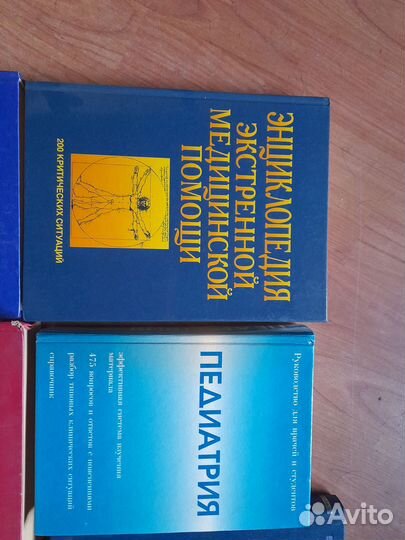 ЭНЦИКЛОПЕДИЯ
ЭКСТРЕННОЙ
МЕДИЦИНСКОЙ
ПОМОЩИ
200 КРИТИЧЕСКИХ СИТУАЦИЙ
Руководство для врачей и студентов
ПЕДИАТРИЯ
эффективная система изучения
материала
475 вопросов и ответов с пояснениями
разбор типовых клинических ситуаций
справочник
Avito